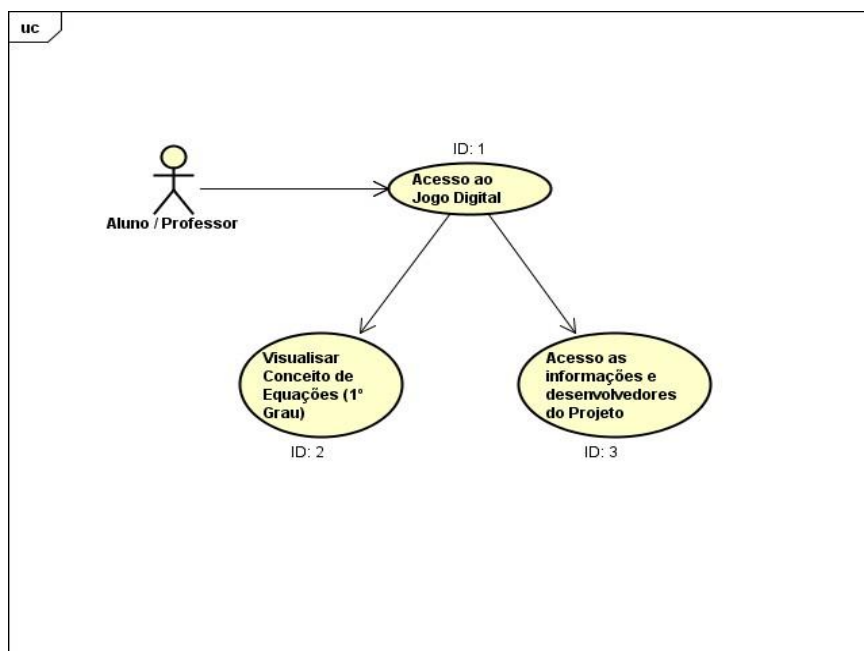 uc
ID: 1
Acesso ao
Jogo Digital
Aluno / Professor
Visualisar
Conceito de
Equações (1°
Grau)
ID: 2
Acesso as
informações e
desenvolvedores
do Projeto
ID: 3